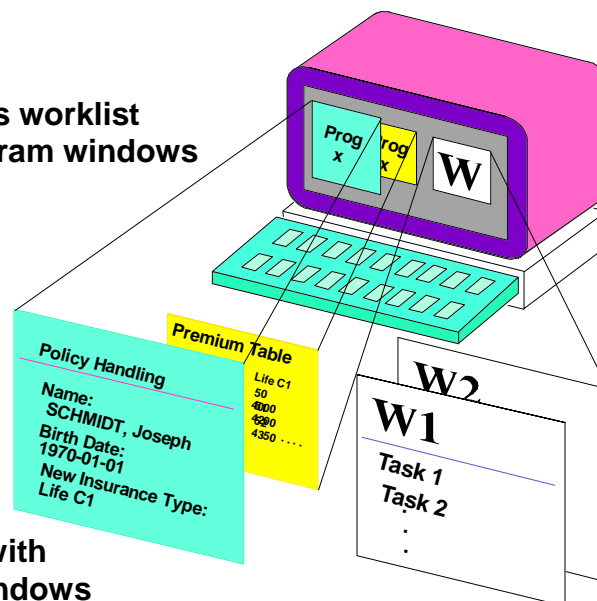 s worklist
ram windows
Prog
x
rog
x
W
Premium Table
Life C1
50
4350 . . . .
Policy Handling
Name:
SCHMIDT, Joseph
Birth Date:
1970-01-01
New Insurance Type:
Life C1
W2
W1
Task 1
Task 2
.
.
.
with
ndows